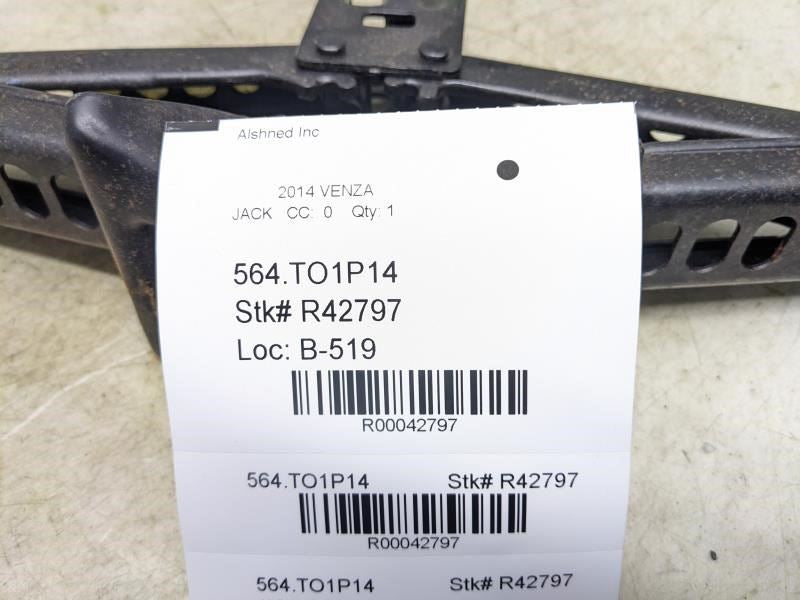 Alshned Inc
2014 VENZA
JACK CC: 0 Qty: 1
564.TO1P14
Stk# R42797
Loc: B-519
R00042797
564.TO1P14 Stk# R42797
R00042797
564.TO1P14 Stk# R42797